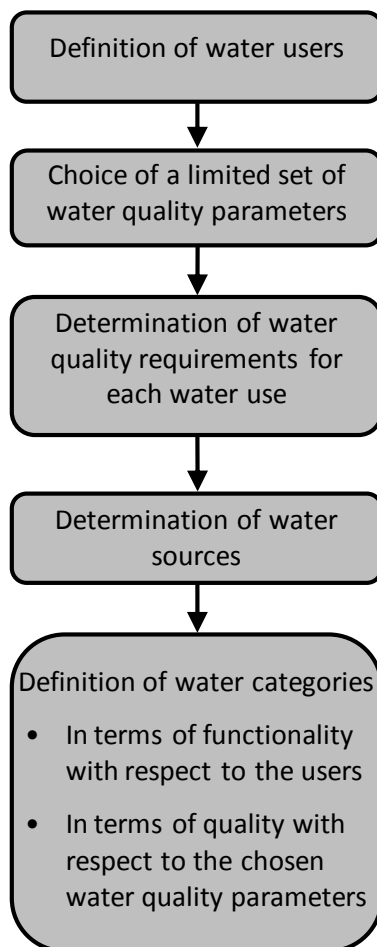 Definition of water users
Choice of a limited set of
water quality parameters
Determination of water
quality requirements for
each water use
Determination of water
sources
Definition of water categories
• In terms of functionality
with respect to the users
• In terms of quality with
respect to the chosen
water quality parameters